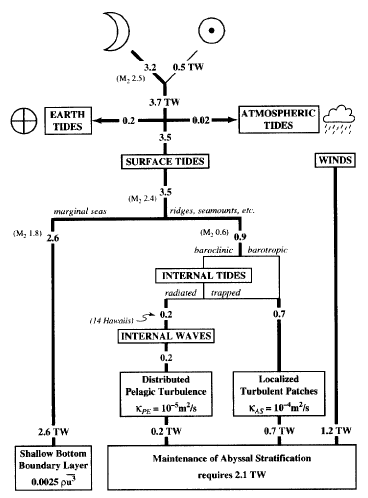 3.2
0.5 TW
(M₂ 2.5)
3.7 TW
EARTH
TIDES
0.2
0.02
ATMOSPHERIC
TIDES
3.5
SURFACE TIDES
WINDS
3.5
(M₂ 2.4)
marginal seas
ridges, seamounts, etc.
(M₂ 1.8)
2.6
(M₂ 0.6)
0.9
baroclinic
barotropic
INTERNAL TIDES
radiated
trapped
(14 Hawaiis)
0.2
0.7
INTERNAL WAVES
0.2
Distributed
Pelagic Turbulence
κPE = 10⁻⁵m²/s
Localized
Turbulent Patches
κAS = 10⁻⁴m²/s
2.6 TW
0.2 TW
0.7 TW
1.2 TW
Shallow Bottom
Boundary Layer
0.0025 ρu³
Maintenance of Abyssal Stratification
requires 2.1 TW